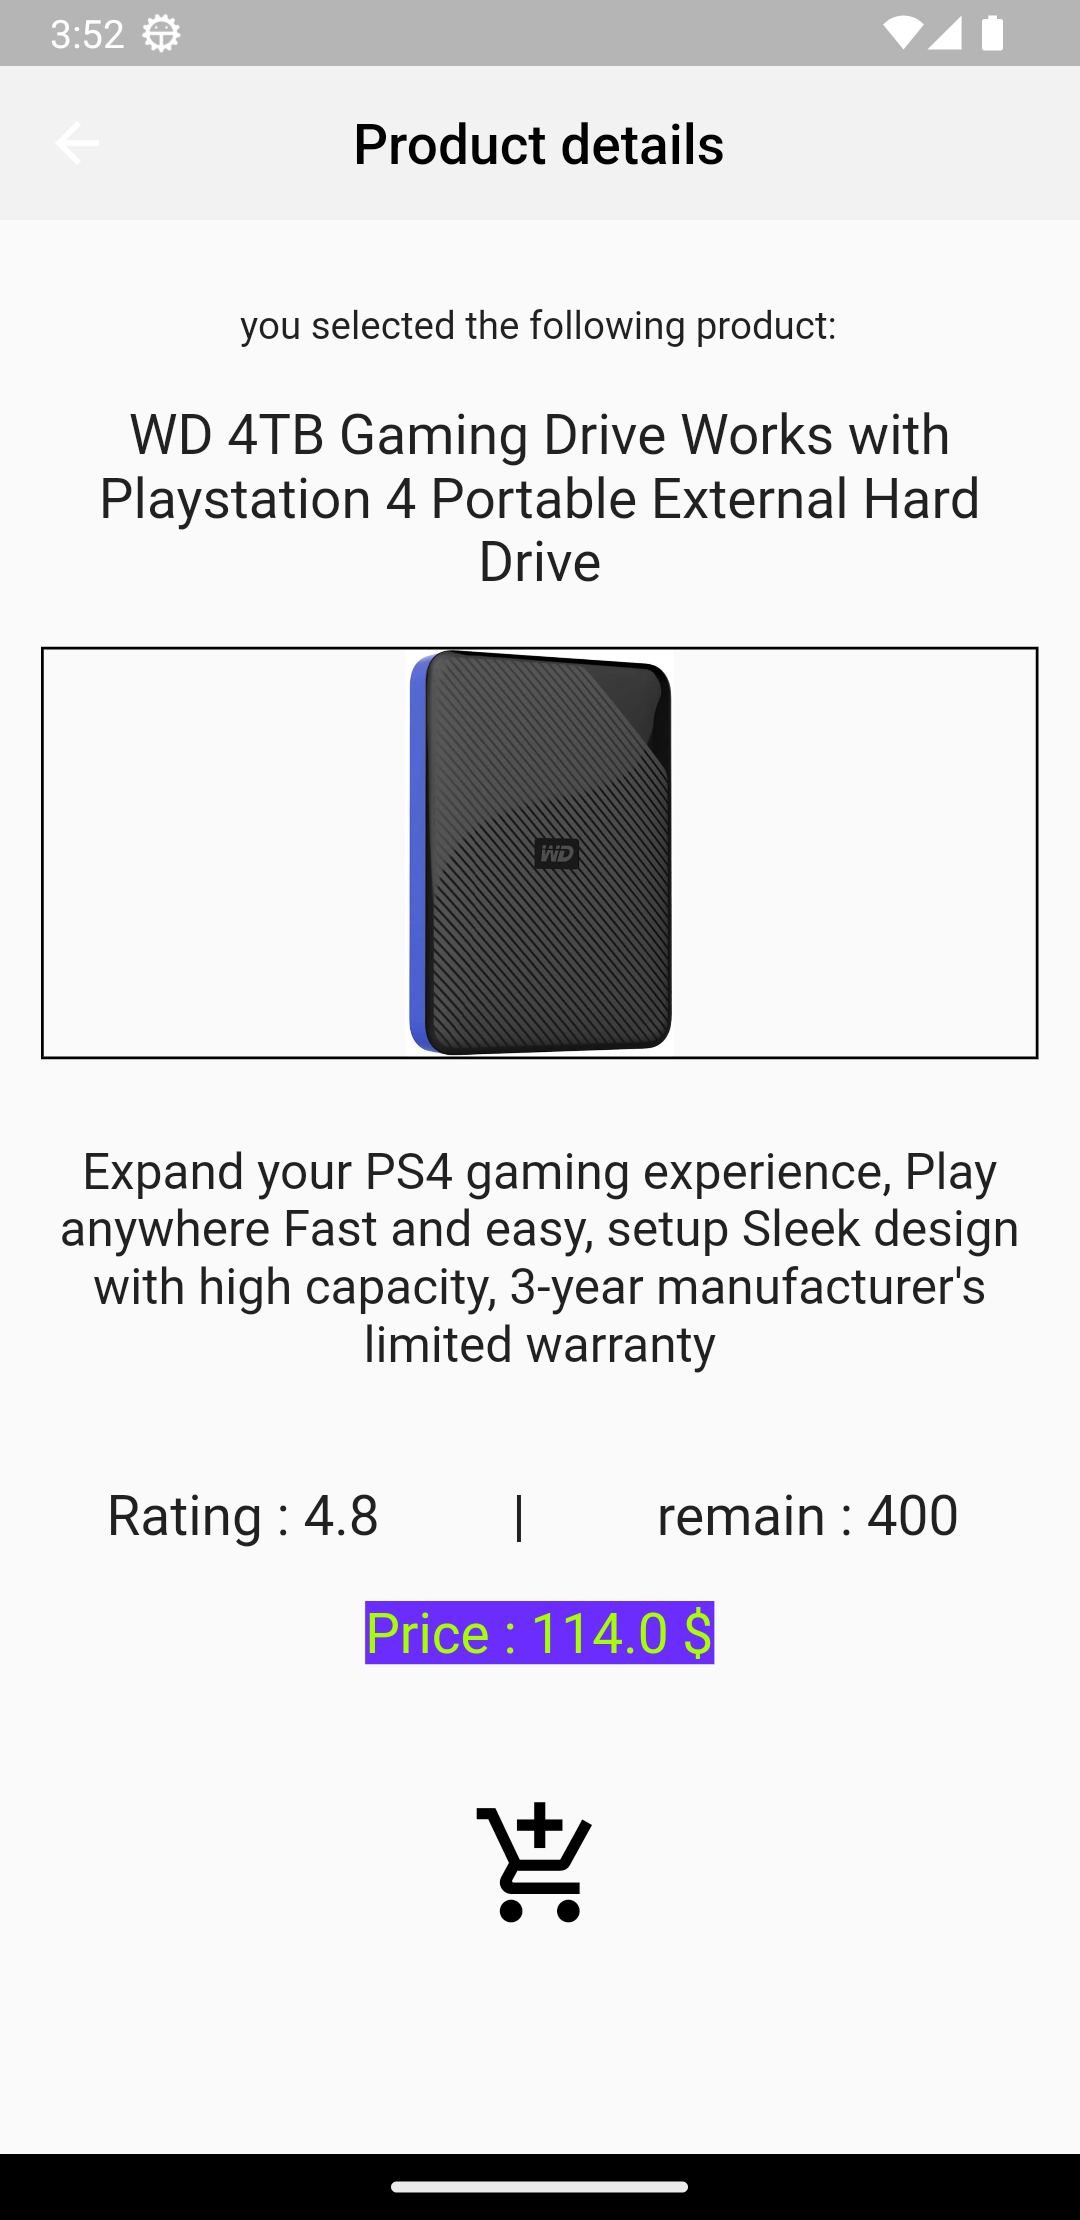 3:52
Product details
you selected the following product:
WD 4TB Gaming Drive Works with
Playstation 4 Portable External Hard
Drive
WD
Expand your PS4 gaming experience, Play
anywhere Fast and easy, setup Sleek design
with high capacity, 3-year manufacturer's
limited warranty
Rating : 4.8 | remain : 400
Price : 114.0 $